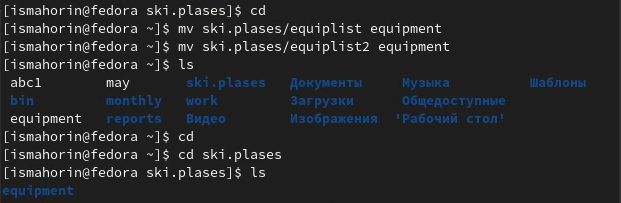 [ismahorin@fedora ski.plases]$ cd
[ismahorin@fedora ~]$ mv ski.plases/equiplist equipment
[ismahorin@fedora ~]$ mv ski.plases/equiplist2 equipment
[ismahorin@fedora ~]$ ls
abc1 may ski.plases Документы Музыка Шаблоны
bin monthly work Загрузки Общедоступные
equipment reports Видео Изображения 'Рабочий стол'
[ismahorin@fedora ~]$ cd
[ismahorin@fedora ~]$ cd ski.plases
[ismahorin@fedora ski.plases]$ ls
equipment